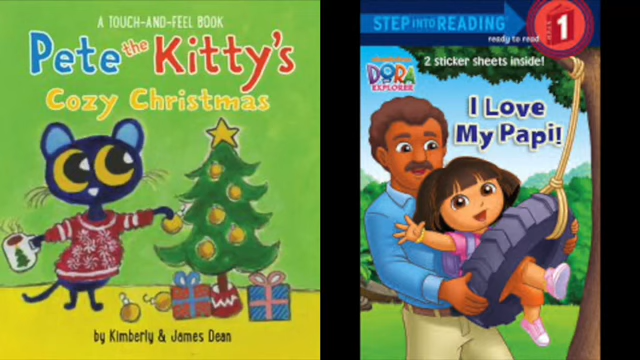 A TOUCH-AND-FEEL BOOK
Pete the Kitty's
Cozy Christmas
by Kimberly & James Dean
STEP INTO READING
1
ready to read
2 sticker sheets inside!
DORA
the EXPLORER
I Love
My Papi!